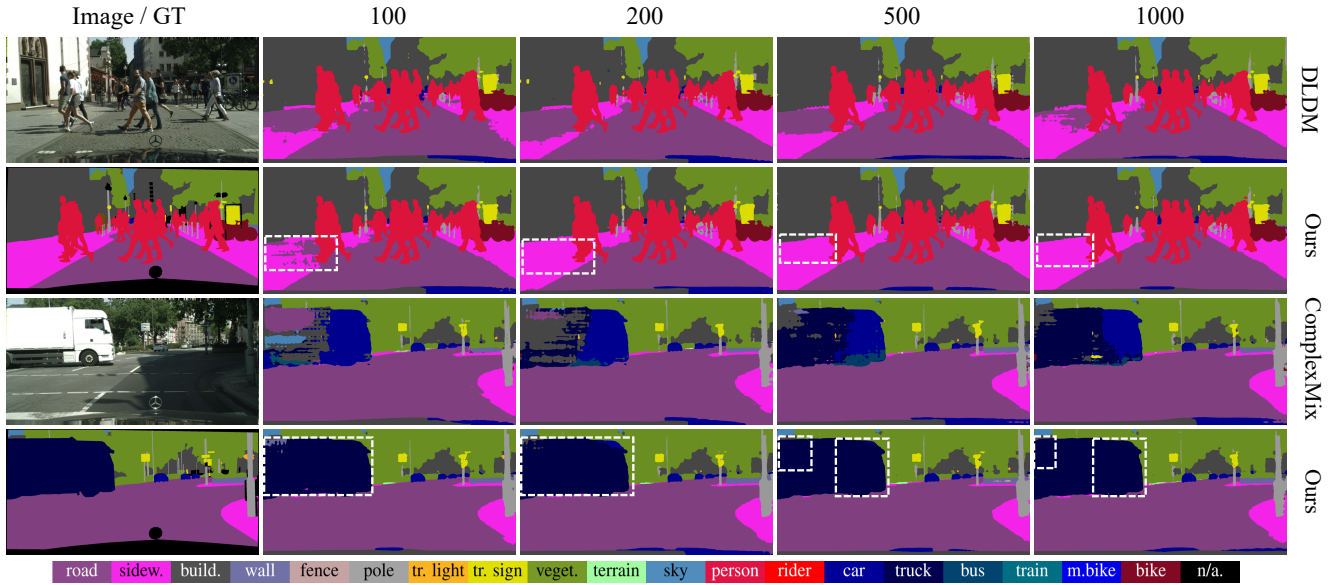 Image / GT 100 200 500 1000
DLDM
Ours
ComplexMix
Ours
road sidew. build. wall fence pole tr. light tr. sign veget. terrain sky person rider car truck bus train m.bike bike n/a.